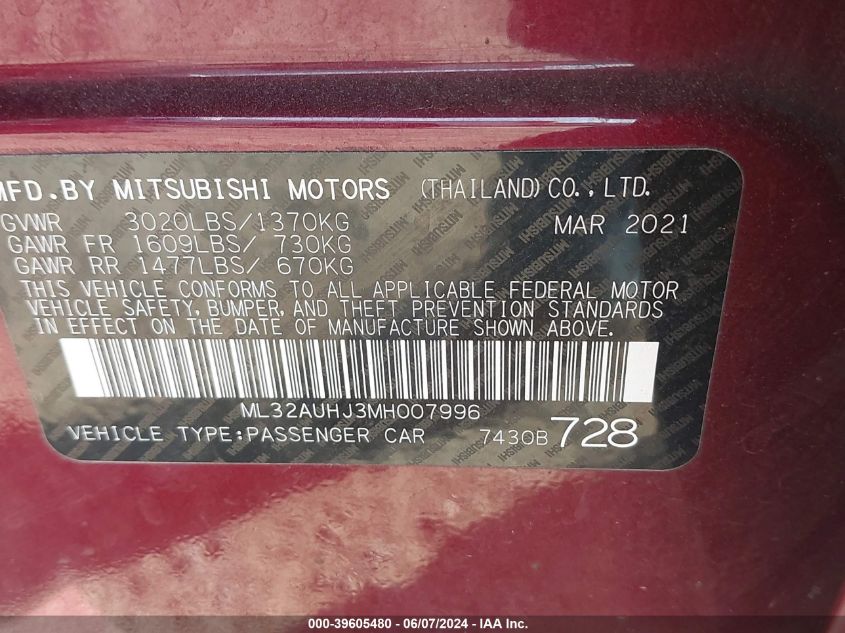 MFD.BY MITSUBISHI MOTORS (THAILAND) CO.,LTD.
GVWR 3020LBS/1370KG MAR 2021
GAWR FR 1609LBS/ 730KG
GAWR RR 1477LBS/ 670KG
THIS VEHICLE CONFORMS TO ALL APPLICABLE FEDERAL MOTOR
VEHICLE SAFETY, BUMPER, AND THEFT PREVENTION STANDARDS
IN EFFECT ON THE DATE OF MANUFACTURE SHOWN ABOVE.
ML32AUHJ3MH007996
VEHICLE TYPE:PASSENGER CAR 7430B 728
000-39605480 - 06/07/2024 - IAA Inc.